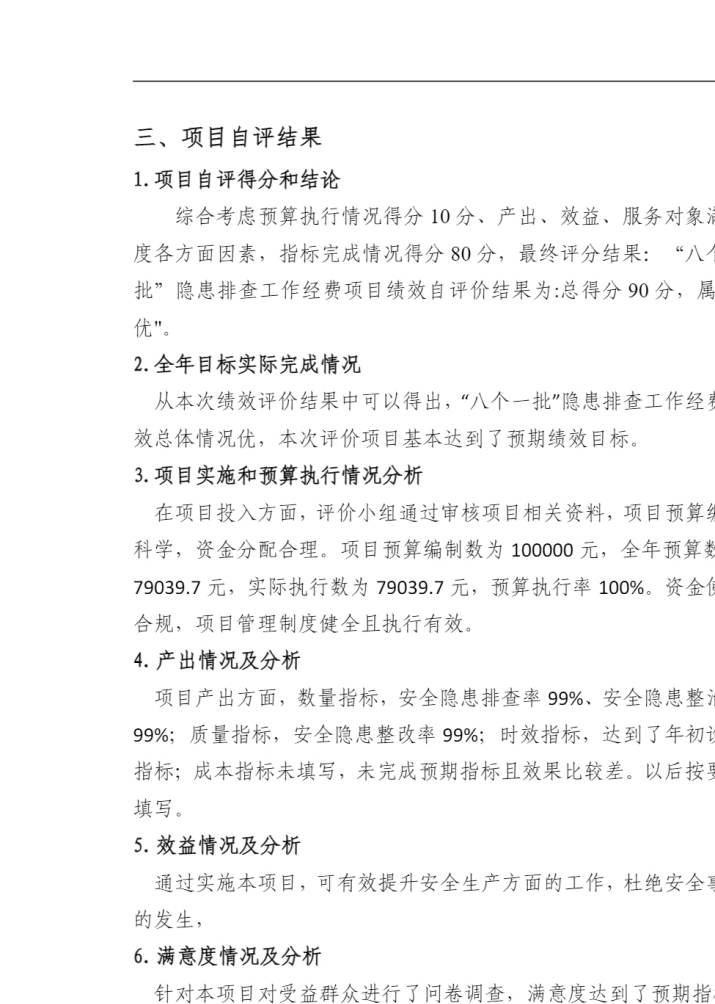 三、项目自评结果
1.项目自评得分和结论
综合考虑预算执行情况得分 10 分、产出、效益、服务对象满
度各方面因素，指标完成情况得分 80 分，最终评分结果： “八个
批”隐患排查工作经费项目绩效自评价结果为:总得分 90 分，属
优"。
2.全年目标实际完成情况
从本次绩效评价结果中可以得出，“八个一批”隐患排查工作经费
效总体情况优，本次评价项目基本达到了预期绩效目标。
3.项目实施和预算执行情况分析
在项目投入方面，评价小组通过审核项目相关资料，项目预算编
科学，资金分配合理。项目预算编制数为 100000 元，全年预算数
79039.7 元，实际执行数为 79039.7 元，预算执行率 100%。资金使
合规，项目管理制度健全且执行有效。
4. 产出情况及分析
项目产出方面，数量指标，安全隐患排查率 99%、安全隐患整治
99%；质量指标，安全隐患整改率 99%；时效指标，达到了年初设
指标；成本指标未填写，未完成预期指标且效果比较差。以后按要
填写。
5. 效益情况及分析
通过实施本项目，可有效提升安全生产方面的工作，杜绝安全事
的发生，
6. 满意度情况及分析
针对本项目对受益群众进行了问卷调查，满意度达到了预期指标